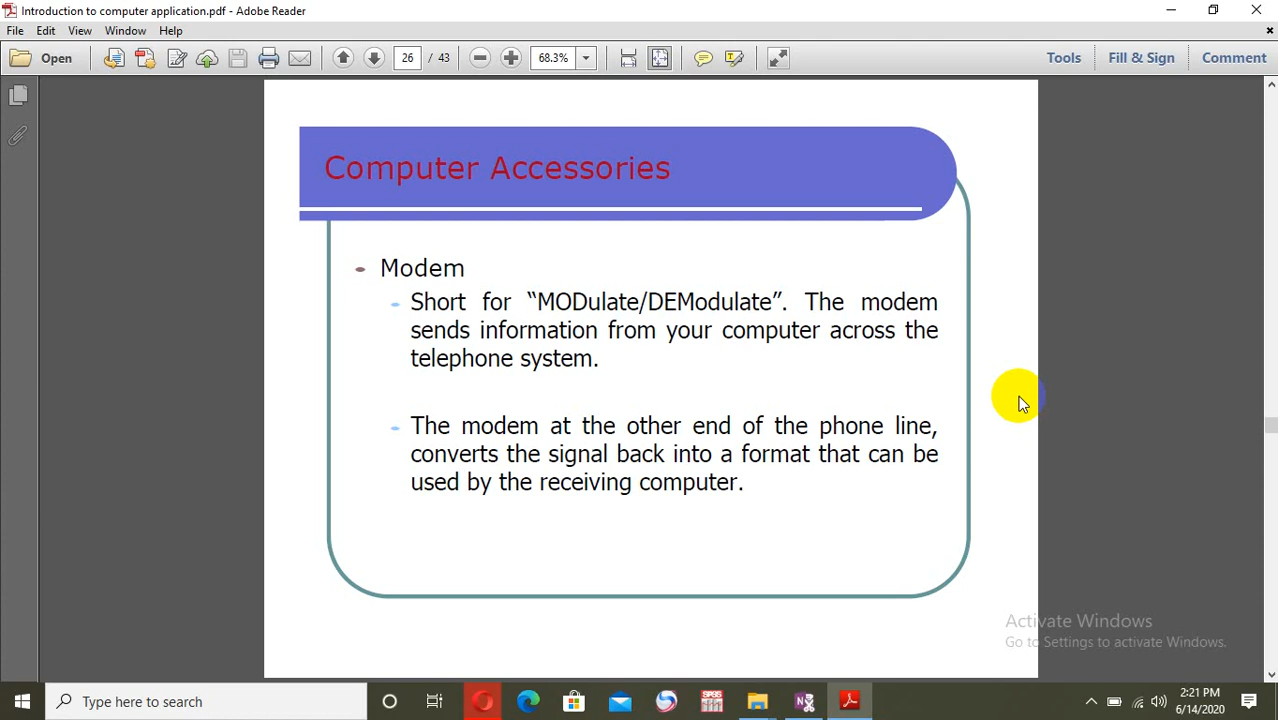 Introduction to computer application.pdf - Adobe Reader
File Edit View Window Help
Open 26 / 43 68.3% Tools Fill & Sign Comment
Computer Accessories
Modem
Short for “MODulate/DEModulate”. The modem
sends information from your computer across the
telephone system.
The modem at the other end of the phone line,
converts the signal back into a format that can be
used by the receiving computer.
Activate Windows
Go to Settings to activate Windows.
Type here to search
SPSS
N
2:21 PM
6/14/2020